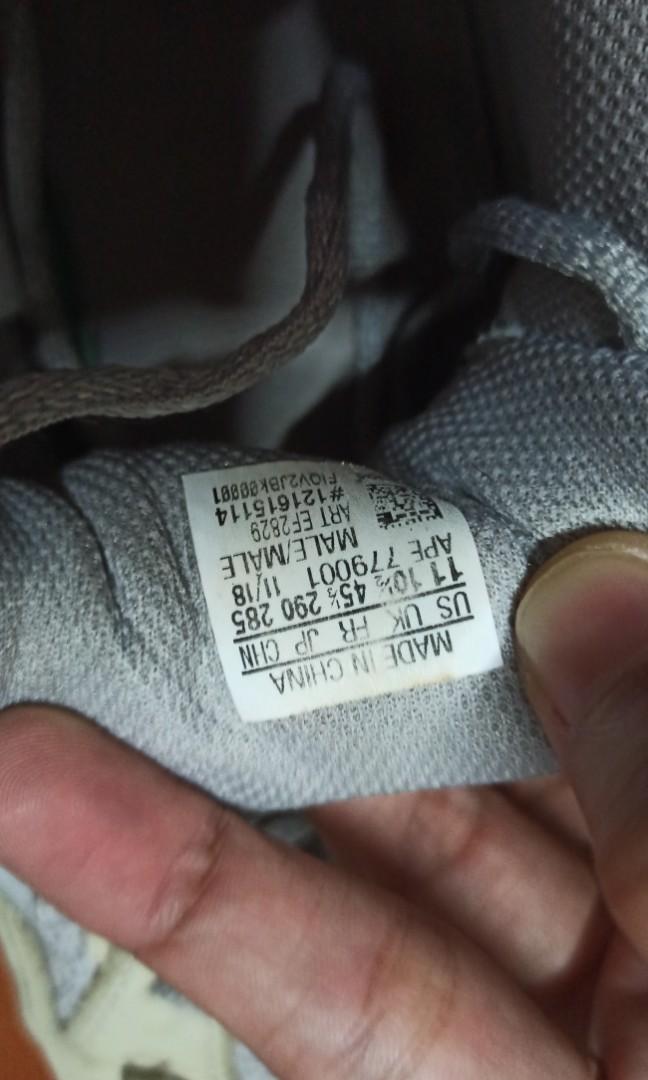 MADE IN CHINA
US UK FR JP CHN
11 10½ 45⅓ 290 285
APE 779001 11/18
MALE/MALE
ART EF2829
#121615114